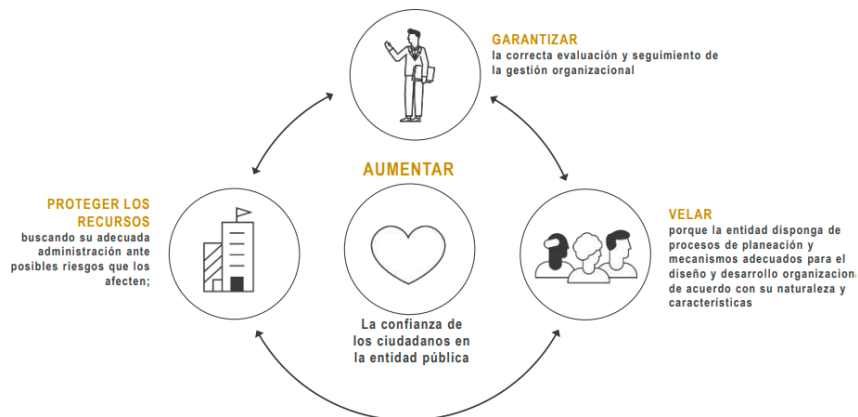 GARANTIZAR
la correcta evaluación y seguimiento de
la gestión organizacional
AUMENTAR
PROTEGER LOS
RECURSOS
buscando su adecuada
administración ante
posibles riesgos que los
afecten;
VELAR
porque la entidad disponga de
procesos de planeación y
mecanismos adecuados para el
diseño y desarrollo organizaciona
de acuerdo con su naturaleza y
características
La confianza de
los ciudadanos en
la entidad pública